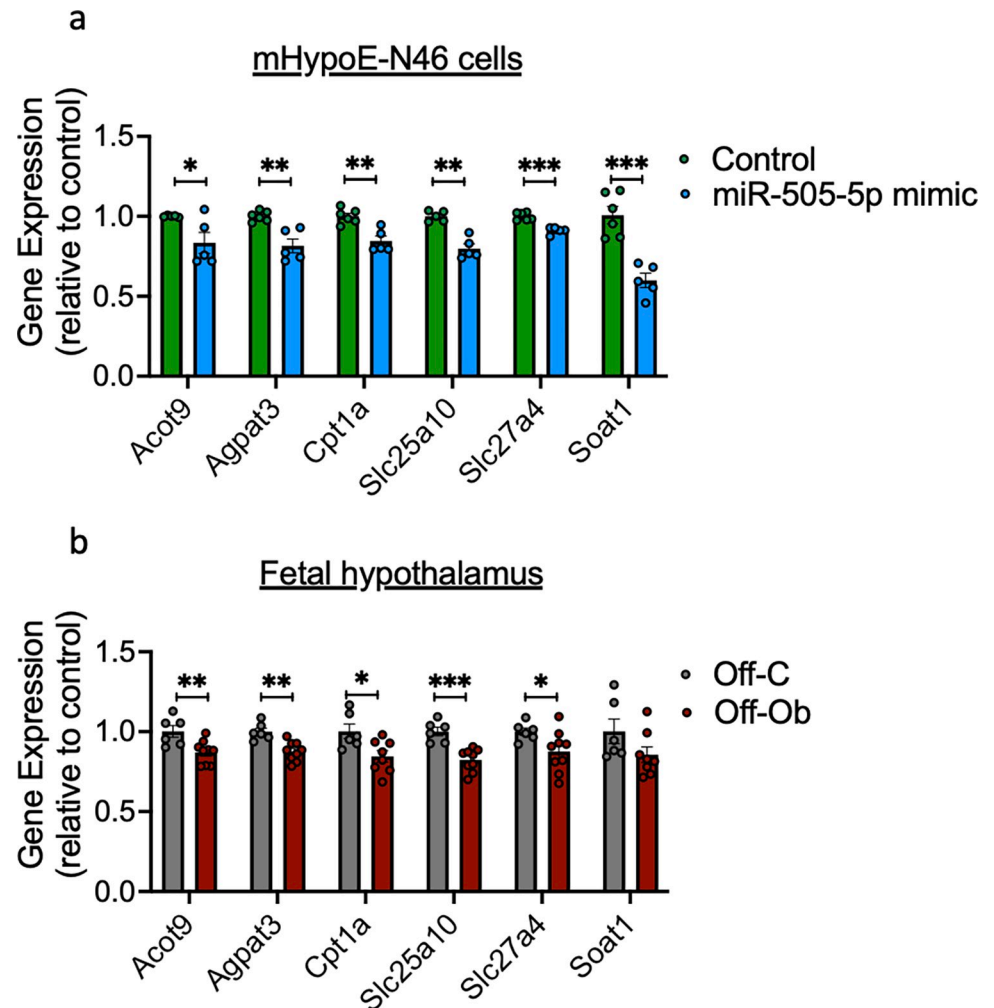 a
mHypoE-N46 cells
Gene Expression
(relative to control)
1.5
1.0
0.5
0.0
* ** ** ** *** ***
Control
miR-505-5p mimic
Acot9
Agpat3
Cpt1a
Slc25a10
Slc27a4
Soat1
b
Fetal hypothalamus
Gene Expression
(relative to control)
1.5
1.0
0.5
0.0
** ** * *** *
Off-C
Off-Ob
Acot9
Agpat3
Cpt1a
Slc25a10
Slc27a4
Soat1